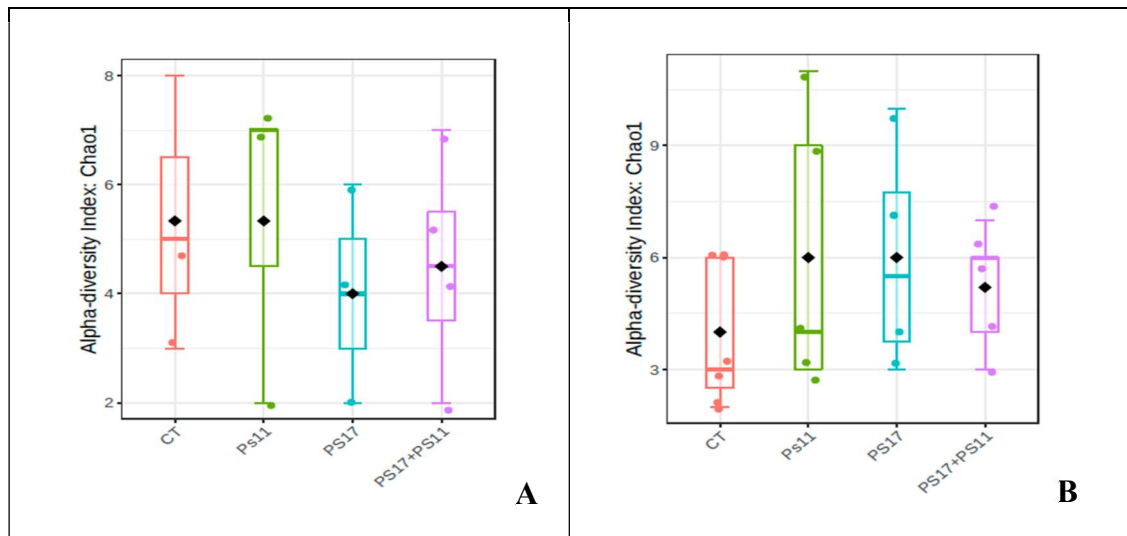 Alpha-diversity Index: Chao1
8
6
4
2
CT
Ps11
PS17
PS17+PS11
A
Alpha-diversity Index: Chao1
9
6
3
CT
Ps11
PS17
PS17+PS11
B